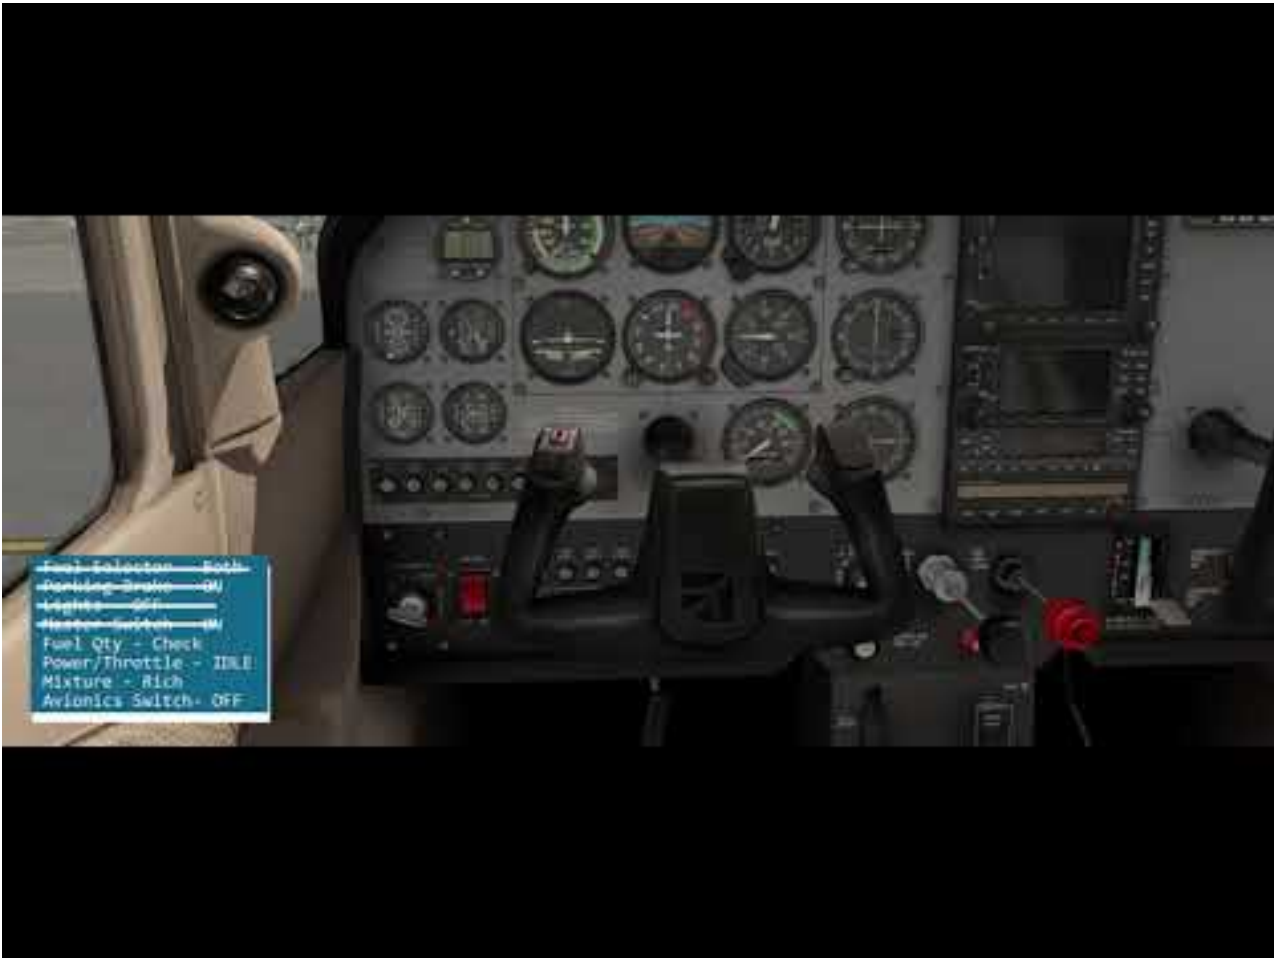 Fuel Selector - Both
Parking Brake - ON
Lights - OFF
Master Switch - ON
Fuel Qty - Check
Power/Throttle - IDLE
Mixture - Rich
Avionics Switch- OFF